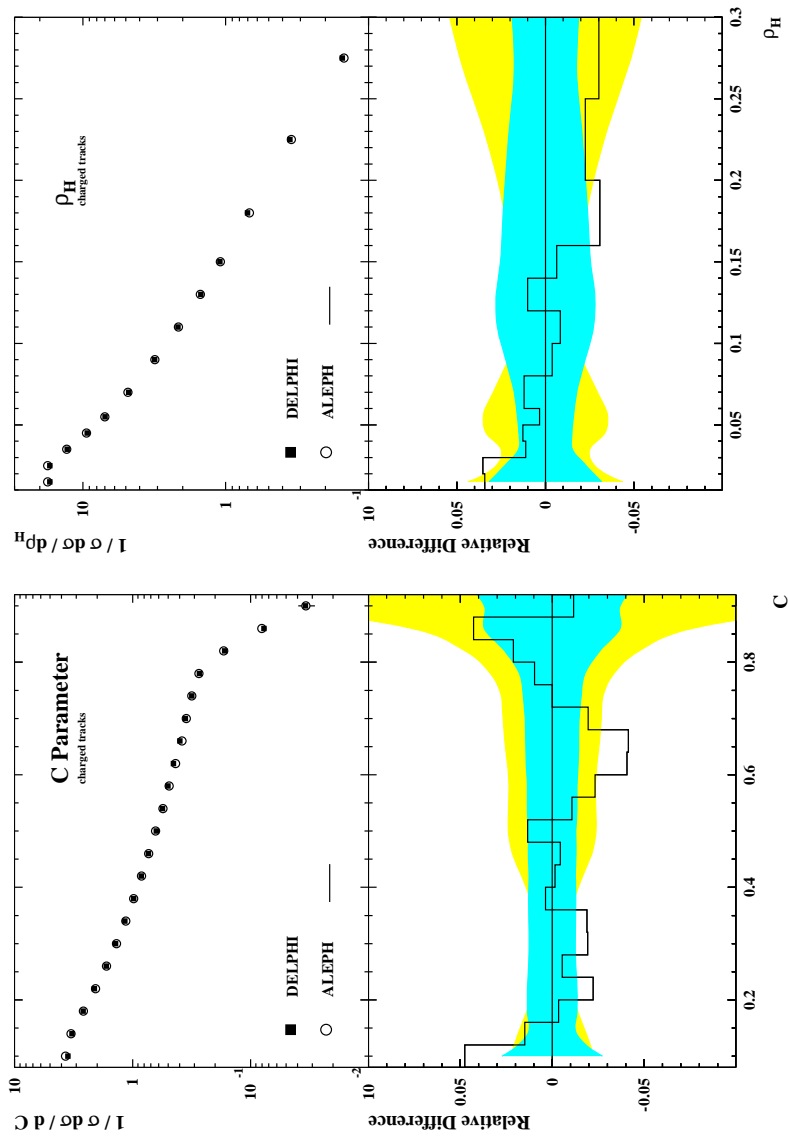 C Parameter
charged tracks
DELPHI
ALEPH
1 / σ dσ / d C
10
1
10 -1
10 -2
Relative Difference
0.05
0
-0.05
0.2
0.4
0.6
0.8
C
ρH
charged tracks
DELPHI
ALEPH
1 / σ dσ / dρH
10
1
10 -1
Relative Difference
0.05
0
-0.05
0.05
0.1
0.15
0.2
0.25
0.3
ρH